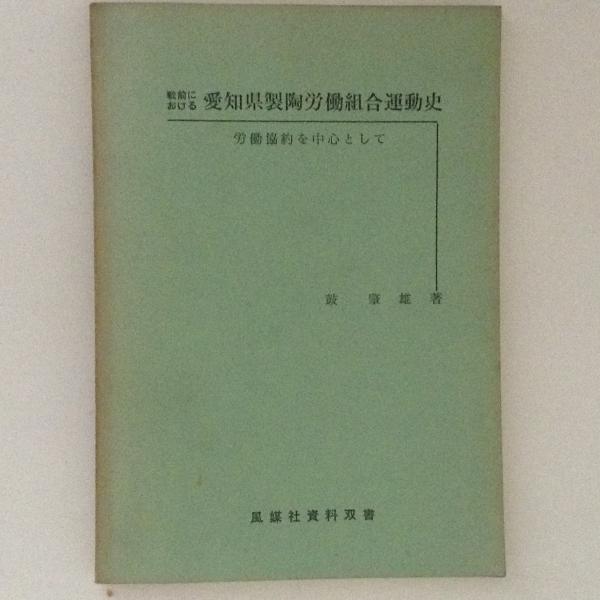 戦前における 愛知県製陶労働組合運動史
労働協約を中心として
鼓 肇雄 著
風媒社資料双書